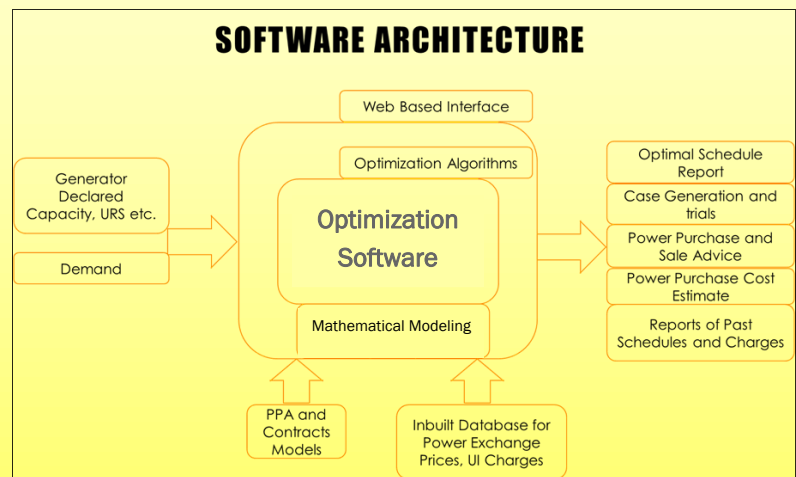 SOFTWARE ARCHITECTURE
Web Based Interface
Optimization Algorithms
Generator
Declared
Capacity, URS etc.
Demand
Optimization
Software
Mathematical Modeling
PPA and
Contracts
Models
Inbuilt Database for
Power Exchange
Prices, UI Charges
Optimal Schedule
Report
Case Generation and
trials
Power Purchase and
Sale Advice
Power Purchase Cost
Estimate
Reports of Past
Schedules and Charges